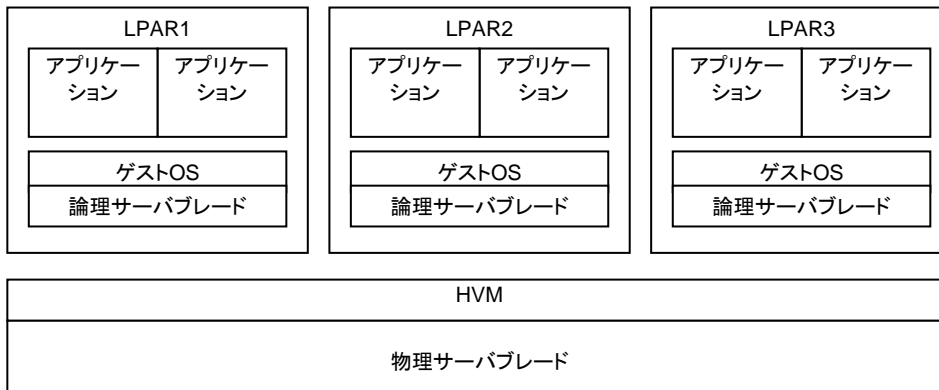 LPAR1
アプリケー
ション
アプリケー
ション
ゲストOS
論理サーバブレード
LPAR2
アプリケー
ション
アプリケー
ション
ゲストOS
論理サーバブレード
LPAR3
アプリケー
ション
アプリケー
ション
ゲストOS
論理サーバブレード
HVM
物理サーバブレード